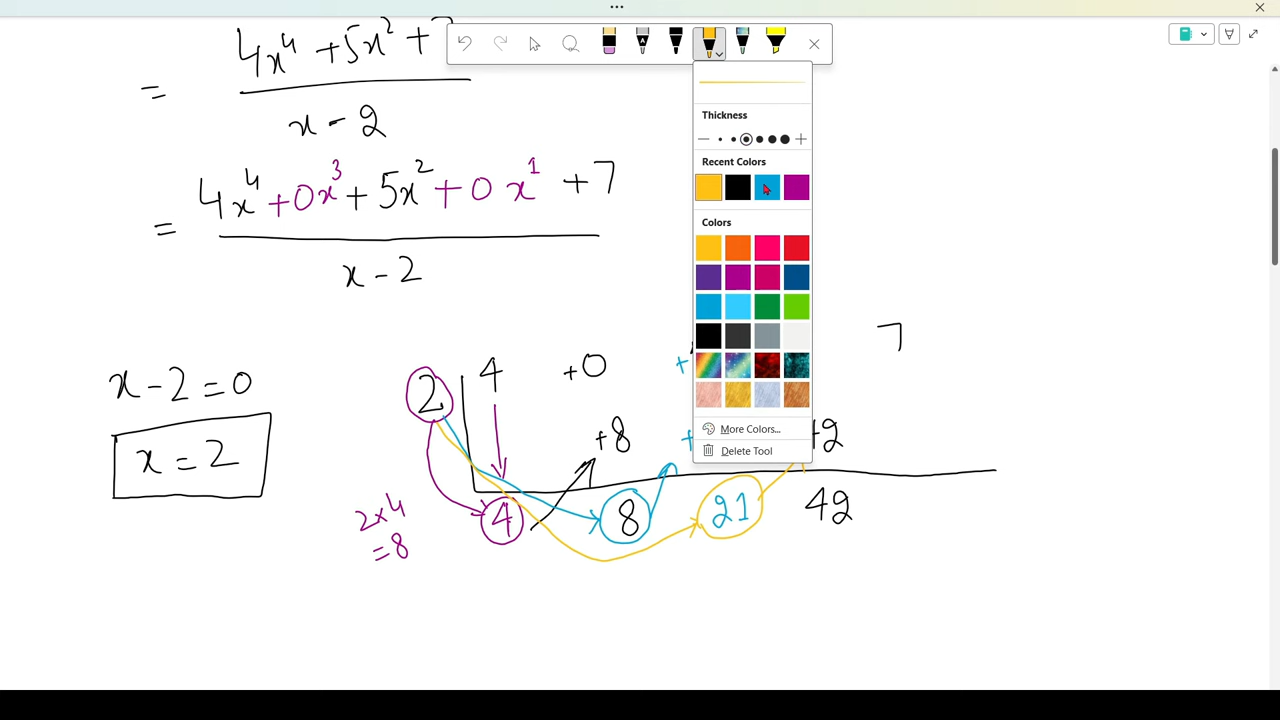 4x⁴ + 5x² + 7
=
x - 2
Thickness
Recent Colors
4x⁴ + 0x³ + 5x² + 0x¹ + 7
=
x - 2
Colors
x - 2 = 0
2 4 +0 + 7
x = 2
+8 + +2
More Colors...
Delete Tool
4 8 21 42
2x4
= 8